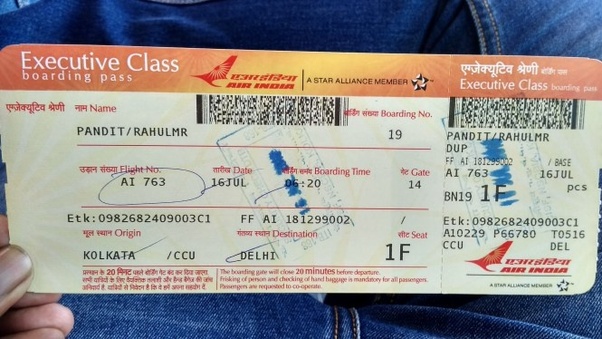 Executive Class
boarding pass
एअर इंडिया
AIR INDIA
A STAR ALLIANCE MEMBER
एग्ज़ेक्यूटिव श्रेणी नाम Name
बोर्डिंग संख्या Boarding No.
PANDIT/RAHULMR 19
उड़ान संख्या Flight No. तारीख Date बोर्डिंग समय Boarding Time गेट Gate
AI 763 16JUL 06:20 14
Etk:0982682409003C1 FF AI 181299002 /
मूल स्थान Origin गंतव्य स्थान Destination सीट Seat
KOLKATA /CCU DELHI 1F
प्रस्थान के 20 मिनट पहले बोर्डिंग गेट बंद कर दिया जाएगा.
The boarding gate will close 20 minutes before departure.
Frisking of person and checking of hand baggage is mandatory for all passengers.
Passengers are requested to co-operate.
एग्ज़ेक्यूटिव श्रेणी बोर्डिंग पास
Executive Class boarding pass
PANDIT/RAHULMR
DUP
FF AI 181299002 / BASE
AI 763 16JUL
pcs
BN19 1F
Etk:0982682409003C1
A10229 P66780 T0516
CCU DEL
एअर इंडिया
AIR INDIA
A STAR ALLIANCE MEMBER